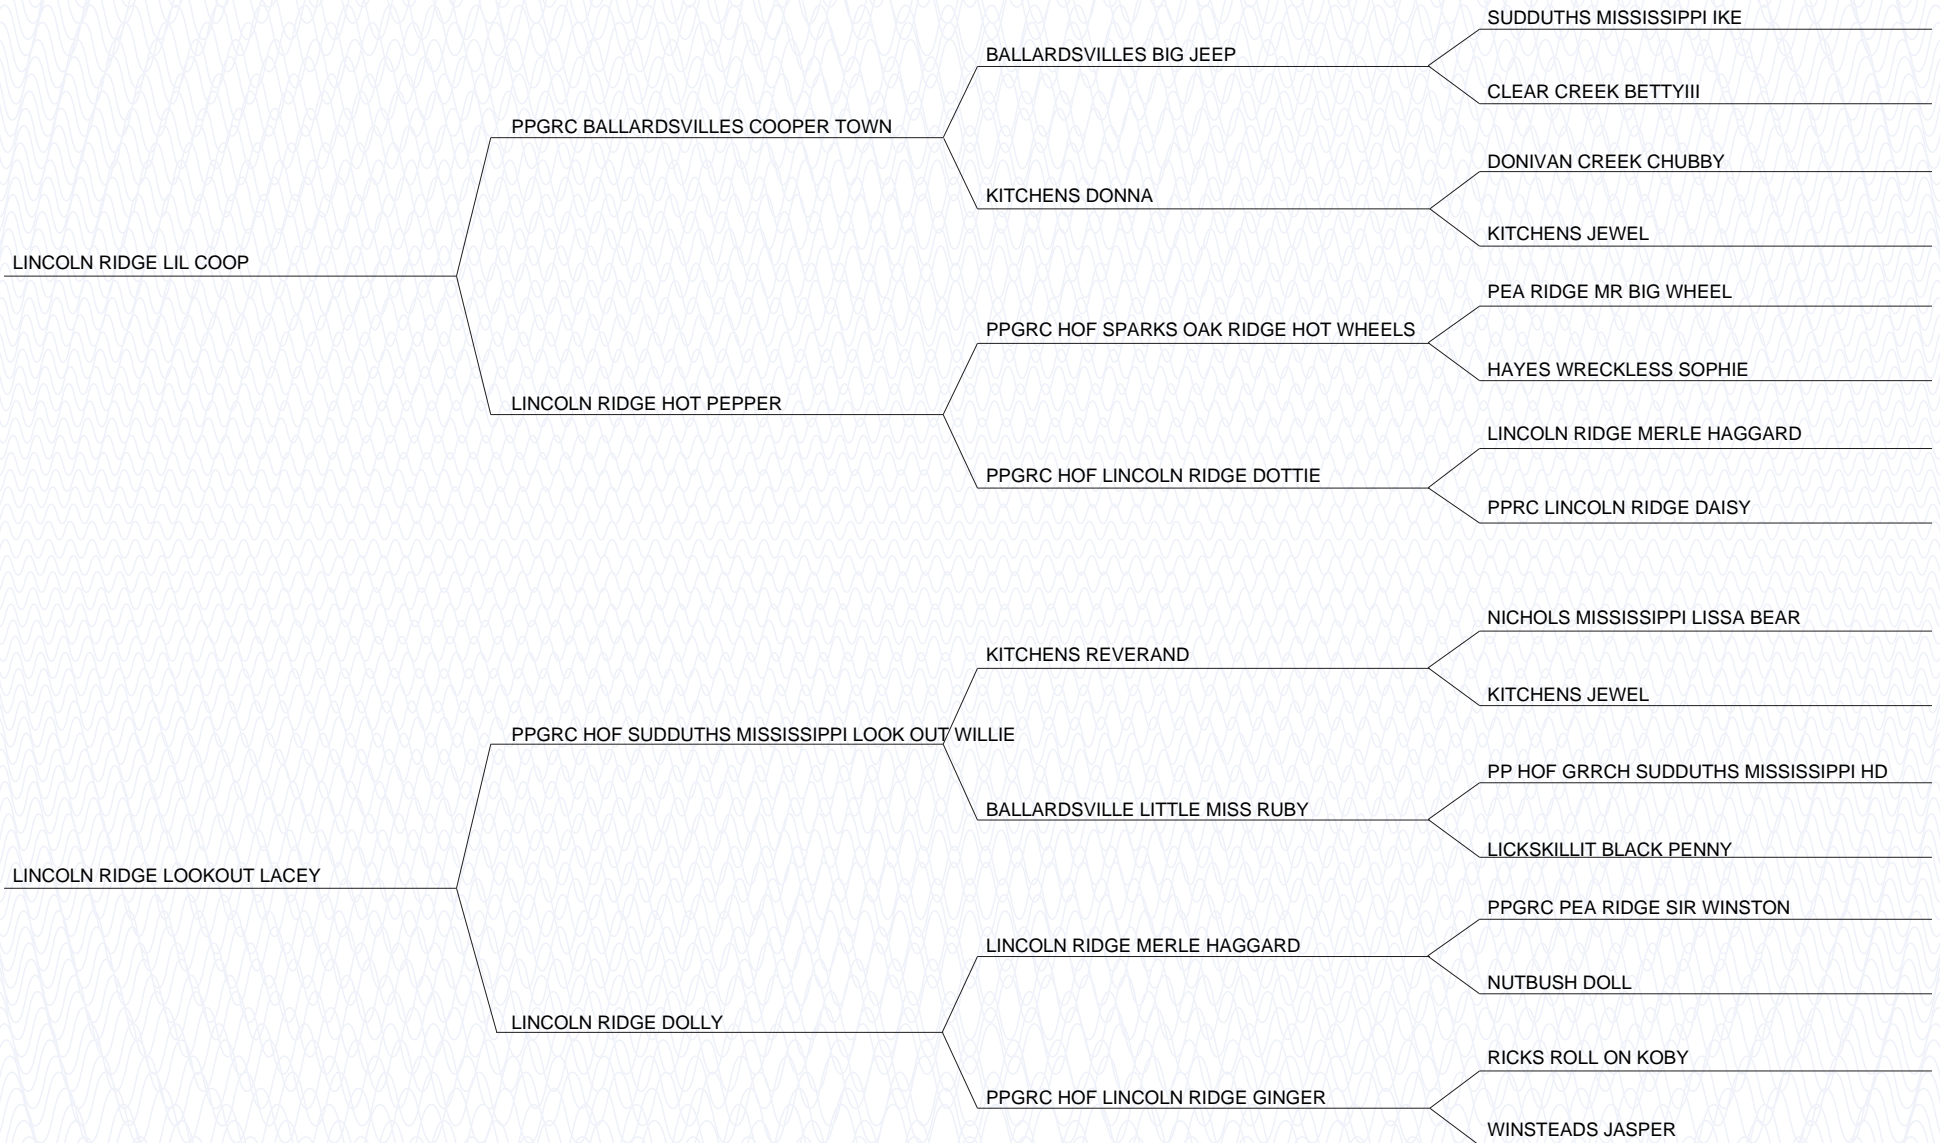 SUDDUTHS MISSISSIPPI IKE
BALLARDSVILLES BIG JEEP
CLEAR CREEK BETTYIII
PPGRC BALLARDSVILLES COOPER TOWN
DONIVAN CREEK CHUBBY
KITCHENS DONNA
KITCHENS JEWEL
LINCOLN RIDGE LIL COOP
PEA RIDGE MR BIG WHEEL
PPGRC HOF SPARKS OAK RIDGE HOT WHEELS
HAYES WRECKLESS SOPHIE
LINCOLN RIDGE HOT PEPPER
LINCOLN RIDGE MERLE HAGGARD
PPGRC HOF LINCOLN RIDGE DOTTIE
PPRC LINCOLN RIDGE DAISY
NICHOLS MISSISSIPPI LISSA BEAR
KITCHENS REVERAND
KITCHENS JEWEL
PPGRC HOF SUDDUTHS MISSISSIPPI LOOK OUT WILLIE
PP HOF GRRCH SUDDUTHS MISSISSIPPI HD
BALLARDSVILLE LITTLE MISS RUBY
LICKSKILLIT BLACK PENNY
LINCOLN RIDGE LOOKOUT LACEY
PPGRC PEA RIDGE SIR WINSTON
LINCOLN RIDGE MERLE HAGGARD
NUTBUSH DOLL
LINCOLN RIDGE DOLLY
RICKS ROLL ON KOBY
PPGRC HOF LINCOLN RIDGE GINGER
WINSTEADS JASPER